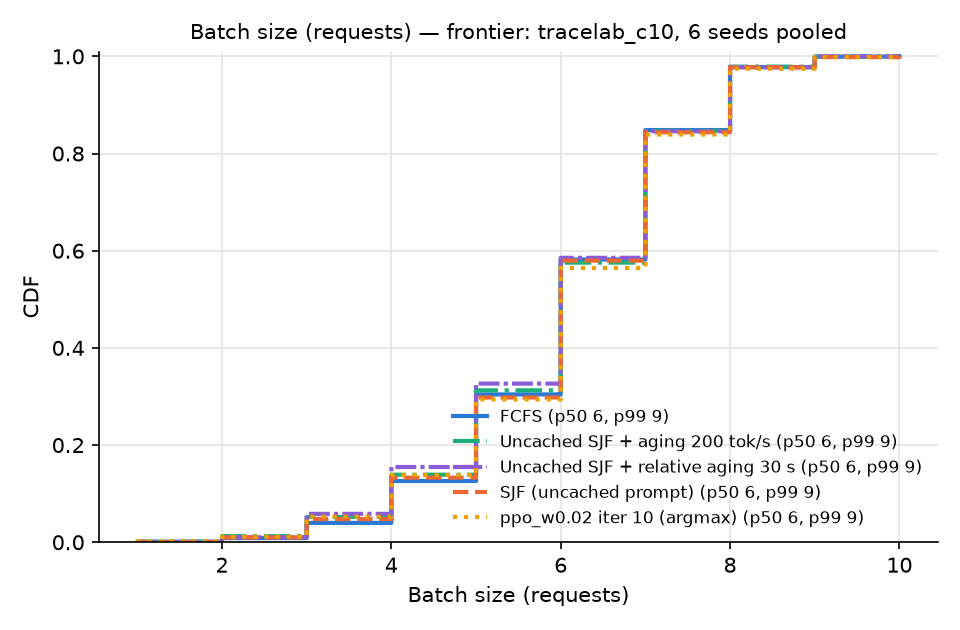 Batch size (requests) — frontier: tracelab_c10, 6 seeds pooled
1.0
0.8
0.6
0.4
0.2
0.0
CDF
FCFS (p50 6, p99 9)
Uncached SJF + aging 200 tok/s (p50 6, p99 9)
Uncached SJF + relative aging 30 s (p50 6, p99 9)
SJF (uncached prompt) (p50 6, p99 9)
ppo_w0.02 iter 10 (argmax) (p50 6, p99 9)
2 4 6 8 10
Batch size (requests)